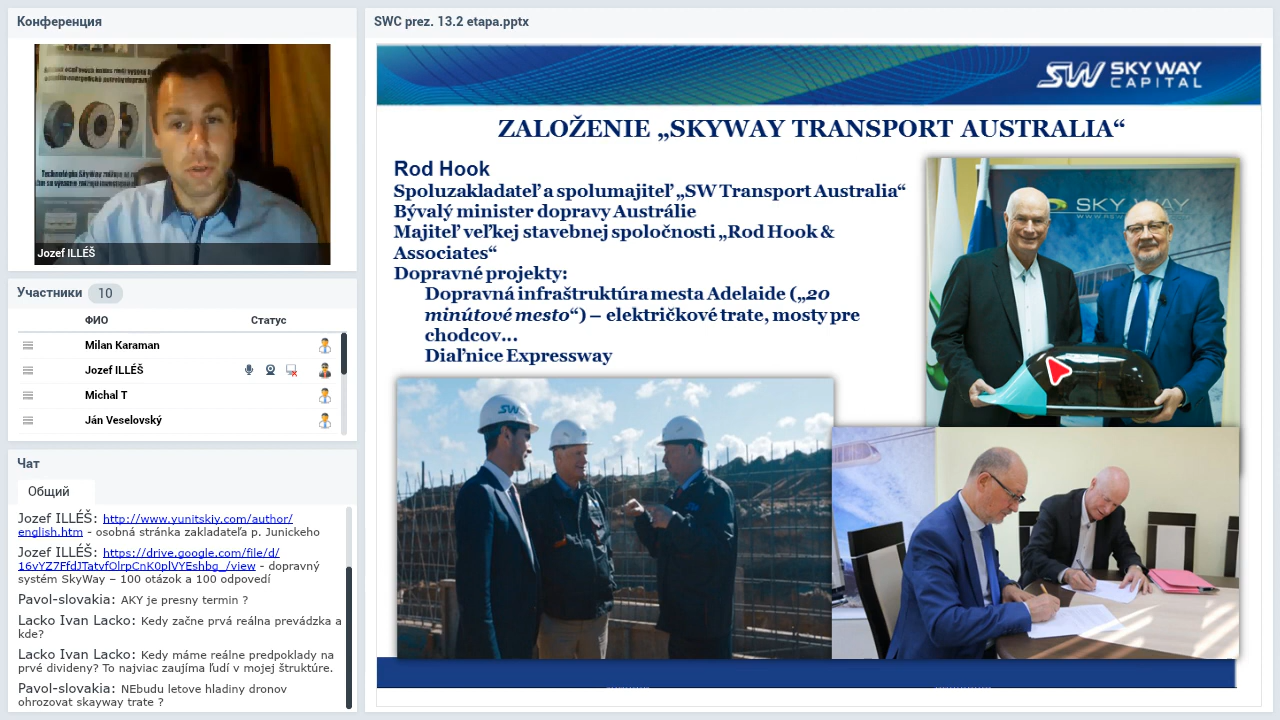 Конференция
Jozef ILLÉŠ
Участники 10
ФИО Статус
Milan Karaman
Jozef ILLÉŠ
Michal T
Ján Veselovský
Чат
Общий
Jozef ILLÉŠ: http://www.yunitskiy.com/author/
english.htm - osobná stránka zakladateľa p. Junickeho
Jozef ILLÉŠ: https://drive.google.com/file/d/
16vYZ7FfdJTatvfOlrpCnK0plVYEshbg_/view - dopravný
systém SkyWay – 100 otázok a 100 odpovedí
Pavol-slovakia: AKY je presny termin ?
Lacko Ivan Lacko: Kedy začne prvá reálna prevádzka a
kde?
Lacko Ivan Lacko: Kedy máme reálne predpoklady na
prvé divideny? To najviac zaujíma ľudí v mojej štruktúre.
Pavol-slovakia: NEbudu letove hladiny dronov
ohrozovat skayway trate ?
SWC prez. 13.2 etapa.pptx
SW SKY WAY
CAPITAL
ZALOŽENIE „SKYWAY TRANSPORT AUSTRALIA“
Rod Hook
Spoluzakladateľ a spolumajiteľ „SW Transport Australia“
Bývalý minister dopravy Austrálie
Majiteľ veľkej stavebnej spoločnosti „Rod Hook &
Associates“
Dopravné projekty:
Dopravná infraštruktúra mesta Adelaide („20
minútové mesto“) – električkové trate, mosty pre
chodcov...
Diaľnice Expressway
SKY WAY
SW